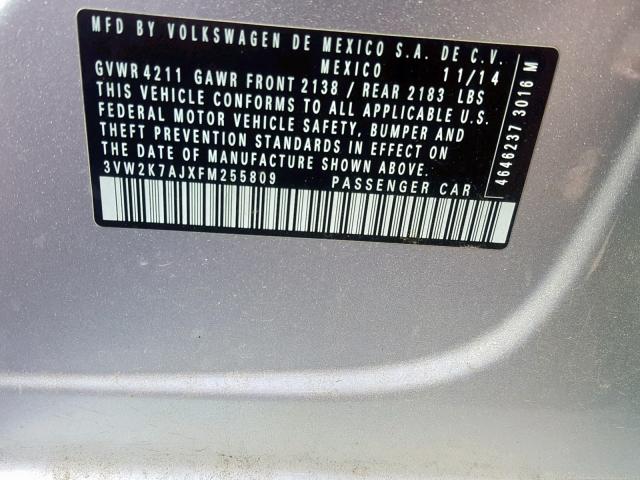 MFD BY VOLKSWAGEN DE MEXICO S.A. DE C.V.
MEXICO 11/14
GVWR 4211 GAWR FRONT 2138 / REAR 2183 LBS
THIS VEHICLE CONFORMS TO ALL APPLICABLE U.S.
FEDERAL MOTOR VEHICLE SAFETY, BUMPER AND
THEFT PREVENTION STANDARDS IN EFFECT ON
THE DATE OF MANUFACTURE SHOWN ABOVE.
3VW2K7AJXFM255809 PASSENGER CAR
4646237 3016 M